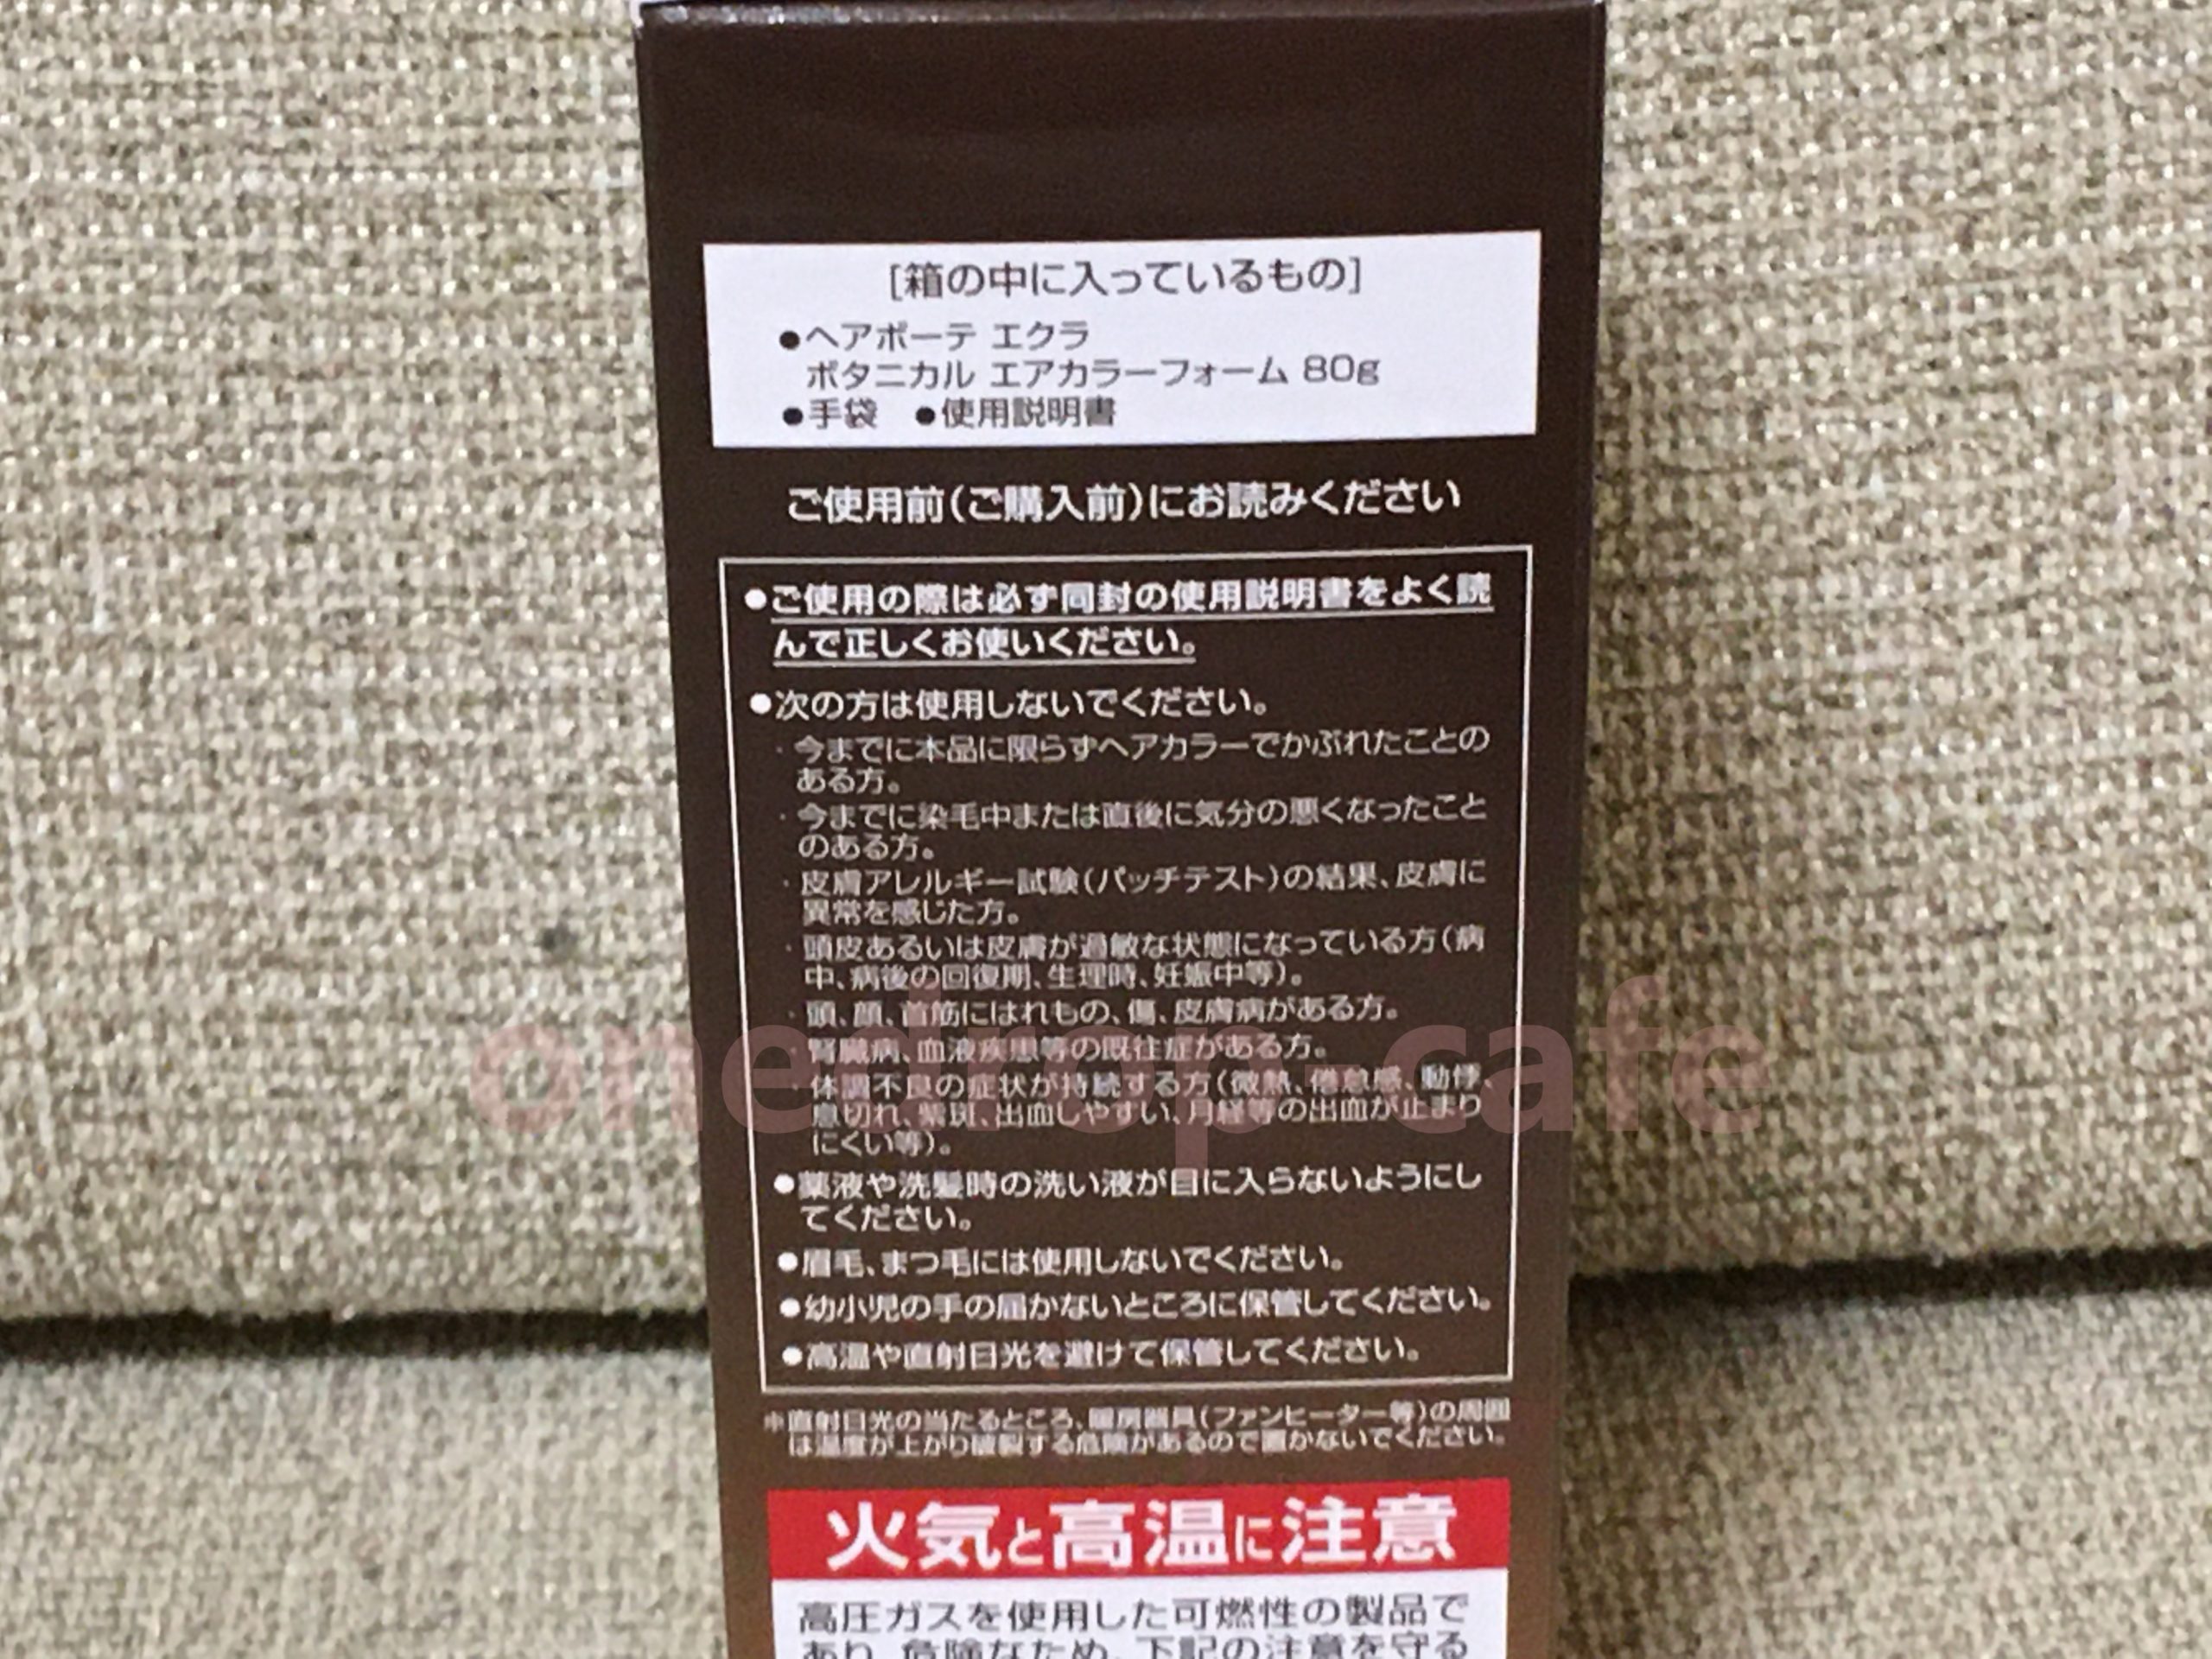 [箱の中に入っているもの]
●ヘアボーテ エクラ
ボタニカル エアカラーフォーム 80g
●手袋 ●使用説明書
ご使用前(ご購入前)にお読みください
●ご使用の際は必ず同封の使用説明書をよく読
んで正しくお使いください。
●次の方は使用しないでください。
・今までに本品に限らずヘアカラーでかぶれたことの
ある方。
・今までに染毛中または直後に気分の悪くなったこと
のある方。
・皮膚アレルギー試験(パッチテスト)の結果、皮膚に
異常を感じた方。
・頭皮あるいは皮膚が過敏な状態になっている方(病
中、病後の回復期、生理時、妊娠中等)。
・頭、顔、首筋にはれもの、傷、皮膚病がある方。
・腎臓病、血液疾患等の既往症がある方。
・体調不良の症状が持続する方(微熱、倦怠感、動悸、
息切れ、紫斑、出血しやすい、月経等の出血が止まり
にくい等)。
●薬液や洗髪時の洗い液が目に入らないようにし
てください。
●眉毛、まつ毛には使用しないでください。
●幼小児の手の届かないところに保管してください。
●高温や直射日光を避けて保管してください。
※直射日光の当たるところ、暖房器具(ファンヒーター等)の周囲
は温度が上がり破裂する危険があるので置かないでください。
火気と高温に注意
高圧ガスを使用した可燃性の製品で
あり、危険なため、下記の注意を守る
onedrop-cafe